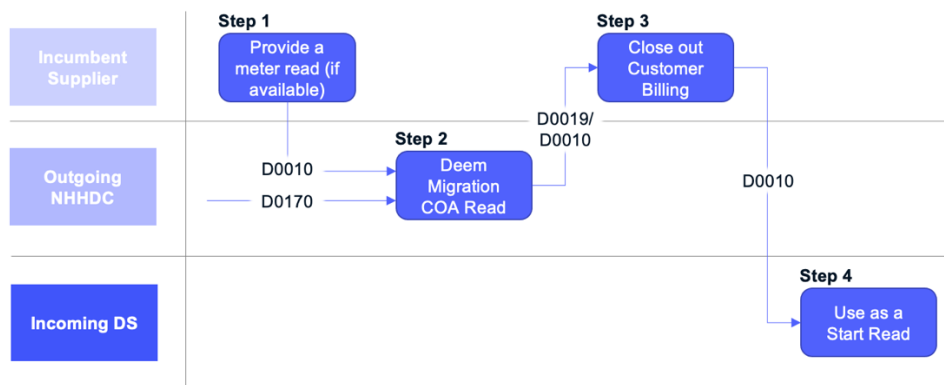 Step 1
Step 3
Incumbent
Supplier
Provide a
meter read (if
available)
Close out
Customer
Billing
D0019/
D0010
Step 2
Outgoing
NHHDC
D0010
D0170
Deem
Migration
COA Read
D0010
Step 4
Incoming DS
Use as a
Start Read